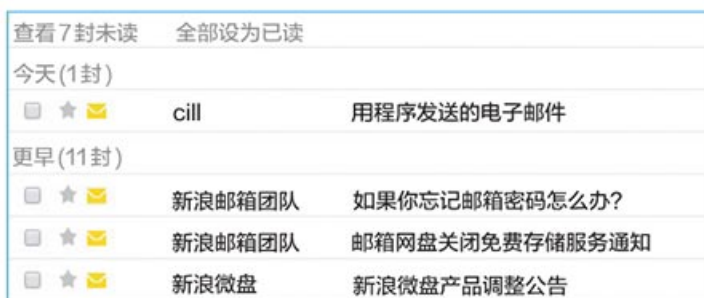 查看7封未读 全部设为已读
今天(1封)
cill 用程序发送的电子邮件
更早(11封)
新浪邮箱团队 如果你忘记邮箱密码怎么办?
新浪邮箱团队 邮箱网盘关闭免费存储服务通知
新浪微盘 新浪微盘产品调整公告